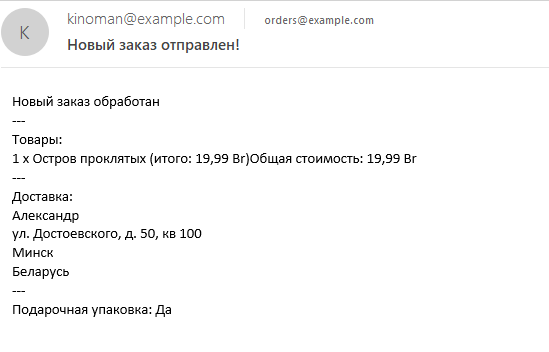 K
kinoman@example.com
orders@example.com
Новый заказ отправлен!
Новый заказ обработан
---
Товары:
1 x Остров проклятых (итого: 19,99 Br)Общая стоимость: 19,99 Br
---
Доставка:
Александр
ул. Достоевского, д. 50, кв 100
Минск
Беларусь
---
Подарочная упаковка: Да